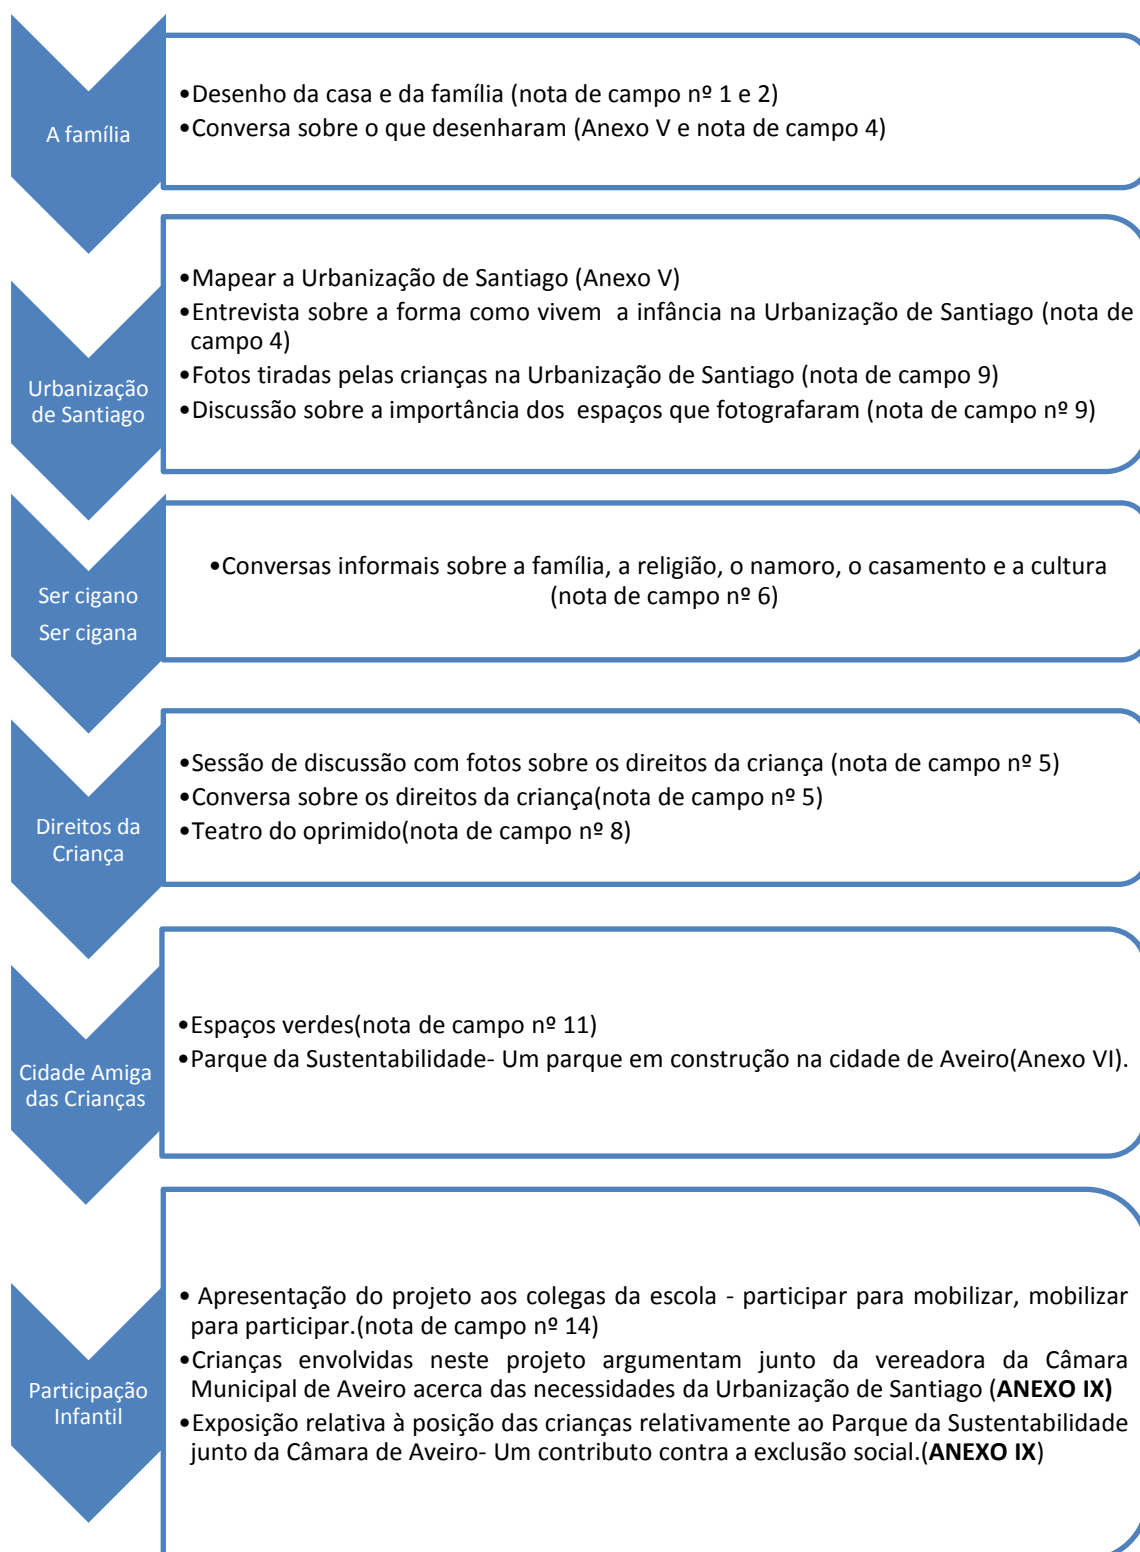 A família
•Desenho da casa e da família (nota de campo nº 1 e 2)
•Conversa sobre o que desenharam (Anexo V e nota de campo 4)
Urbanização
de Santiago
•Mapear a Urbanização de Santiago (Anexo V)
•Entrevista sobre a forma como vivem a infância na Urbanização de Santiago (nota de
campo 4)
•Fotos tiradas pelas crianças na Urbanização de Santiago (nota de campo 9)
•Discussão sobre a importância dos espaços que fotografaram (nota de campo nº 9)
Ser cigano
Ser cigana
•Conversas informais sobre a família, a religião, o namoro, o casamento e a cultura
(nota de campo nº 6)
Direitos da
Criança
•Sessão de discussão com fotos sobre os direitos da criança (nota de campo nº 5)
•Conversa sobre os direitos da criança(nota de campo nº 5)
•Teatro do oprimido(nota de campo nº 8)
Cidade Amiga
das Crianças
•Espaços verdes(nota de campo nº 11)
•Parque da Sustentabilidade- Um parque em construção na cidade de Aveiro(Anexo VI).
Participação
Infantil
• Apresentação do projeto aos colegas da escola - participar para mobilizar, mobilizar
para participar.(nota de campo nº 14)
•Crianças envolvidas neste projeto argumentam junto da vereadora da Câmara
Municipal de Aveiro acerca das necessidades da Urbanização de Santiago (ANEXO IX)
•Exposição relativa à posição das crianças relativamente ao Parque da Sustentabilidade
junto da Câmara de Aveiro- Um contributo contra a exclusão social.(ANEXO IX)